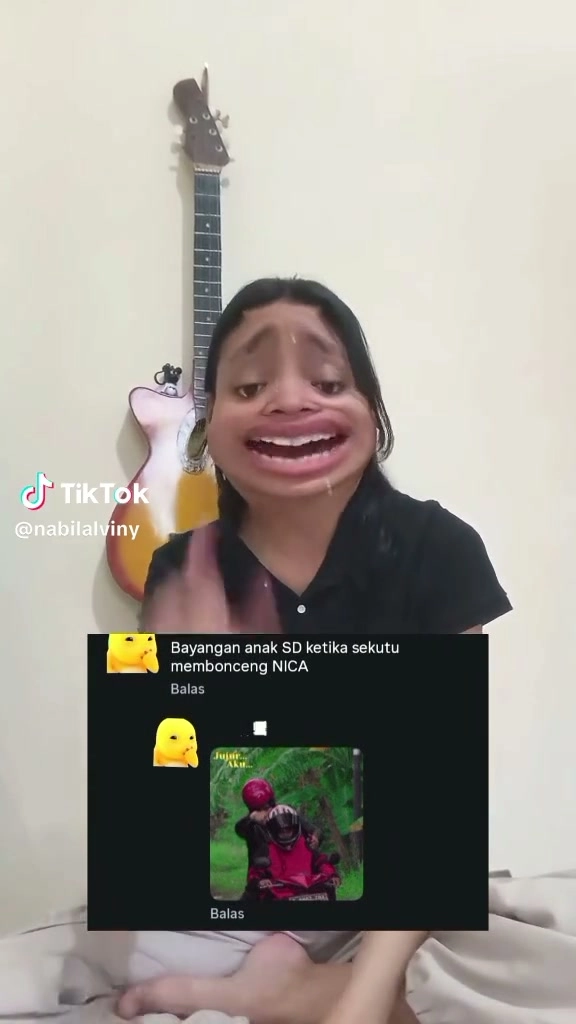 TikTok
@nabilalviny
Bayangan anak SD ketika sekutu
membonceng NICA
Balas
Jujur...
Aku...
Balas